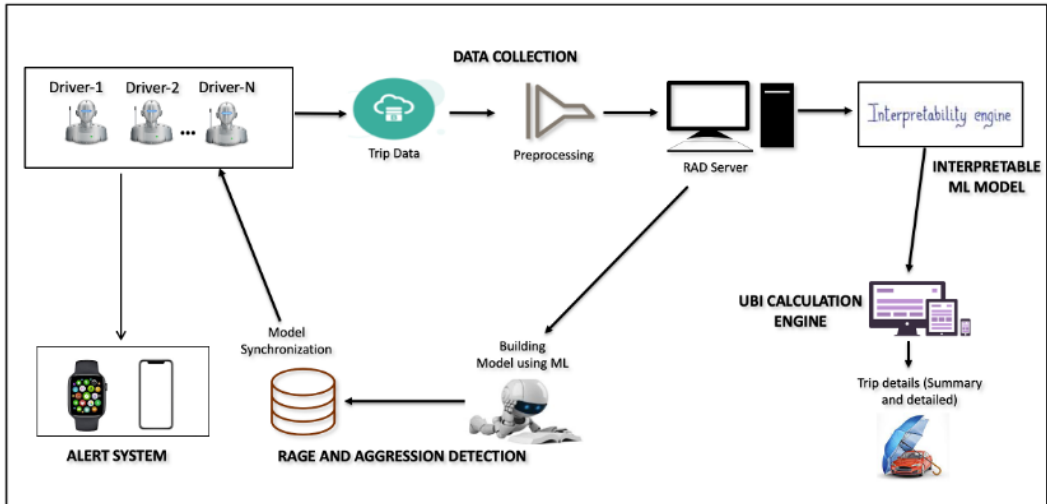 DATA COLLECTION
Driver-1
Driver-2
Driver-N
...
Trip Data
Preprocessing
RAD Server
Interpretability engine
INTERPRETABLE
ML MODEL
UBI CALCULATION
ENGINE
Model
Synchronization
Building
Model using ML
Trip details (Summary
and detailed)
ALERT SYSTEM
RAGE AND AGGRESSION DETECTION